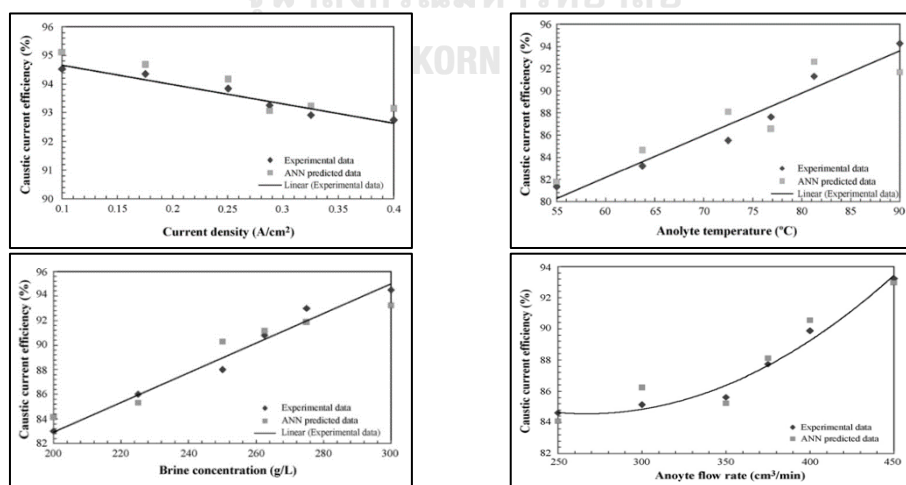 KORN
Caustic current efficiency (%)
96
95
94
93
92
91
90
◆ Experimental data
■ ANN predicted data
— Linear (Experimental data)
0.1
0.15
0.2
0.25
0.3
0.35
0.4
Current density (A/cm²)
Caustic current efficiency (%)
96
94
92
90
88
86
84
82
80
◆ Experimental data
■ ANN predicted data
— Linear (Experimental data)
55
60
65
70
75
80
85
90
Anolyte temperature (°C)
Caustic current efficiency (%)
96
94
92
90
88
86
84
82
◆ Experimental data
■ ANN predicted data
— Linear (Experimental data)
200
220
240
260
280
300
Brine concentration (g/L)
Caustic current efficiency (%)
94
92
90
88
86
84
82
◆ Experimental data
■ ANN predicted data
250
300
350
400
450
Anoyte flow rate (cm³/min)